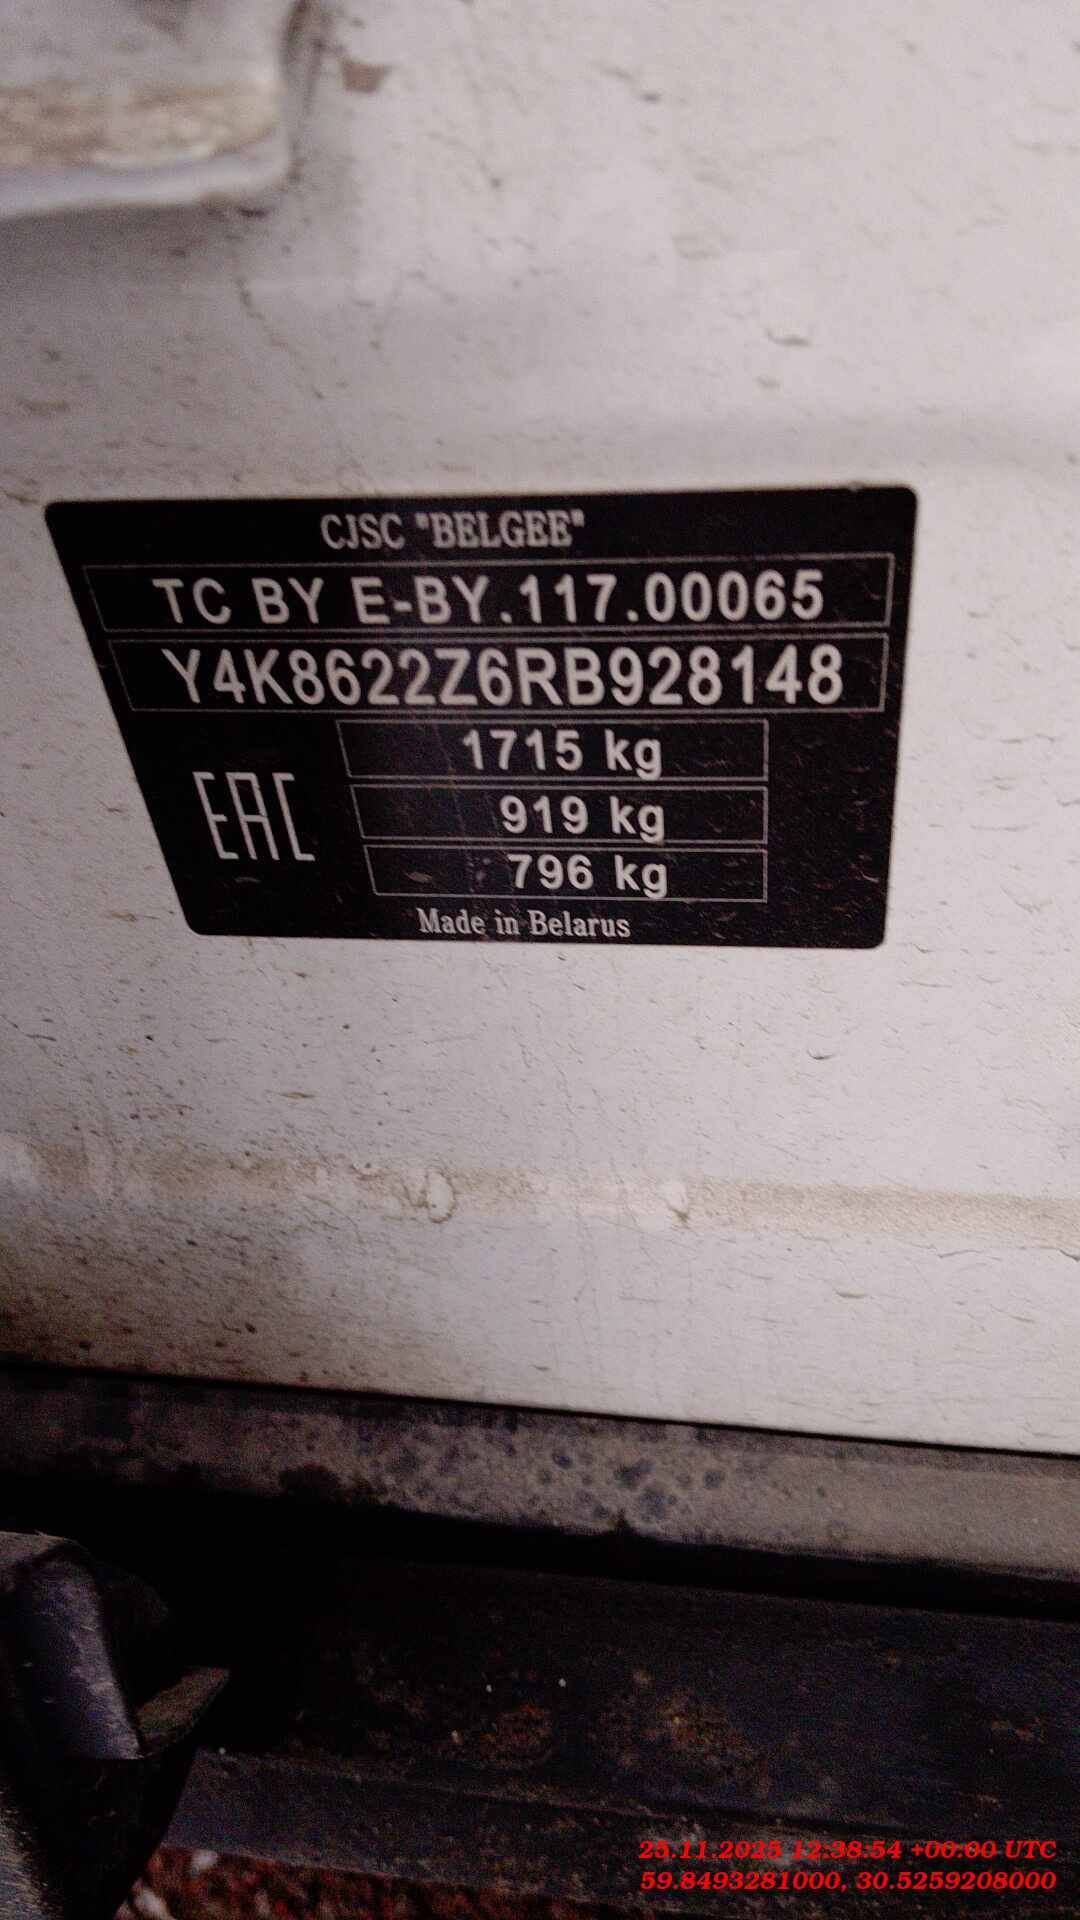 CJSC "BELGEE"
TC BY E-BY.117.00065
Y4K8622Z6RB928148
1715 kg
919 kg
796 kg
EAC
Made in Belarus
25.11.2025 12:38:54 +00:00 UTC
59.8493281000, 30.5259208000